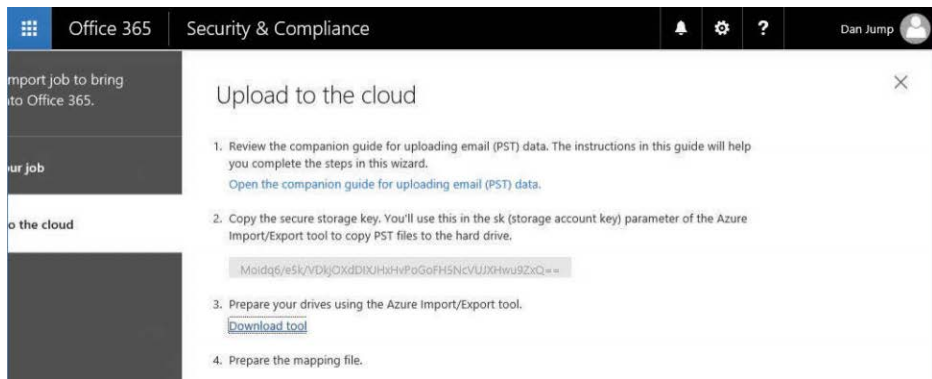 Office 365
Security & Compliance
?
Dan Jump
mport job to bring
nto Office 365.
our job
o the cloud
Upload to the cloud
1. Review the companion guide for uploading email (PST) data. The instructions in this guide will help
you complete the steps in this wizard.
Open the companion guide for uploading email (PST) data.
2. Copy the secure storage key. You'll use this in the sk (storage account key) parameter of the Azure
Import/Export tool to copy PST files to the hard drive.
3. Prepare your drives using the Azure Import/Export tool.
Download tool
4. Prepare the mapping file.